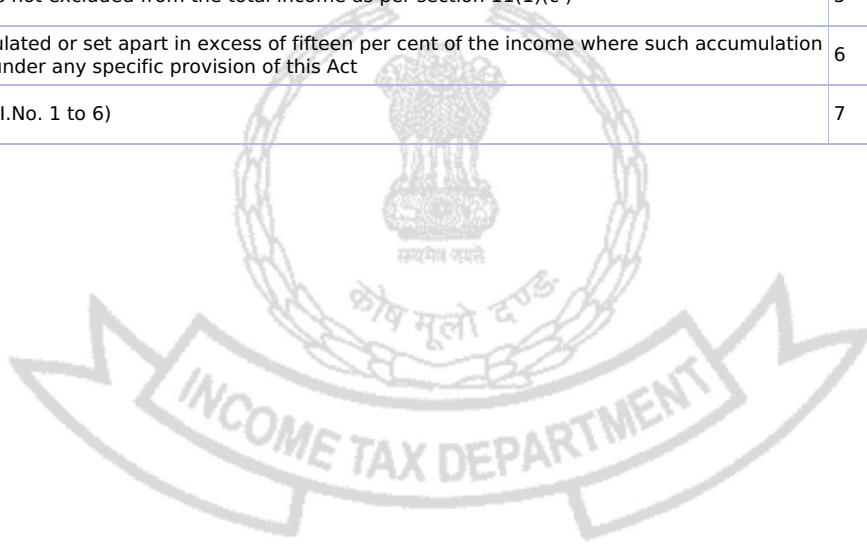 s not excluded from the total income as per section 11(1)(c ) 5
ulated or set apart in excess of fifteen per cent of the income where such accumulation 6
under any specific provision of this Act
l.No. 1 to 6) 7
सत्यमेव जयते
कोष मूलो दण्डः
INCOME TAX DEPARTMENT